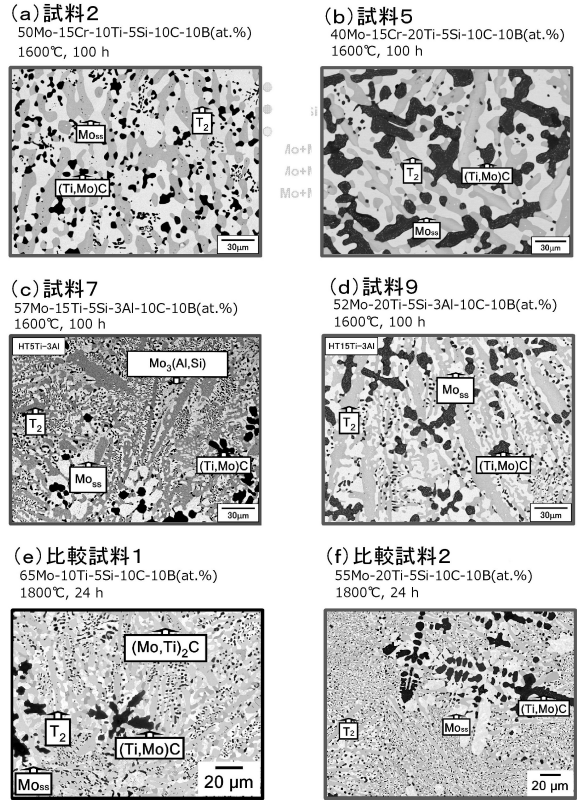 (a)試料2
50Mo-15Cr-10Ti-5Si-10C-10B(at.%)
1600℃, 100 h
T2
Moss
(Ti,Mo)C
30μm
(b)試料5
40Mo-15Cr-20Ti-5Si-10C-10B(at.%)
1600℃, 100 h
T2
(Ti,Mo)C
Moss
30μm
(c)試料7
57Mo-15Ti-5Si-3Al-10C-10B(at.%)
1600℃, 100 h
HT5Ti-3Al
Mo3(Al,Si)
T2
(Ti,Mo)C
Moss
30μm
(d)試料9
52Mo-20Ti-5Si-3Al-10C-10B(at.%)
1600℃, 100 h
HT15Ti-3Al
Moss
T2
(Ti,Mo)C
30μm
(e)比較試料1
65Mo-10Ti-5Si-10C-10B(at.%)
1800℃, 24 h
(Mo,Ti)2C
T2
(Ti,Mo)C
Moss
20 μm
(f)比較試料2
55Mo-20Ti-5Si-10C-10B(at.%)
1800℃, 24 h
(Ti,Mo)C
T2
Moss
20 μm